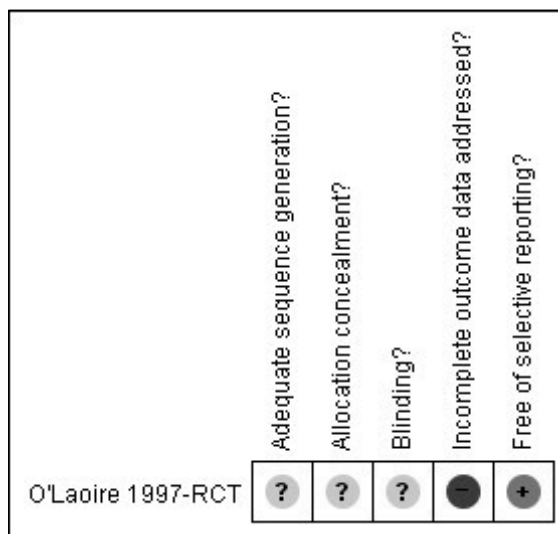 Adequate sequence generation?
Allocation concealment?
Blinding?
Incomplete outcome data addressed?
Free of selective reporting?
O'Laoire 1997-RCT ? ? ? – +